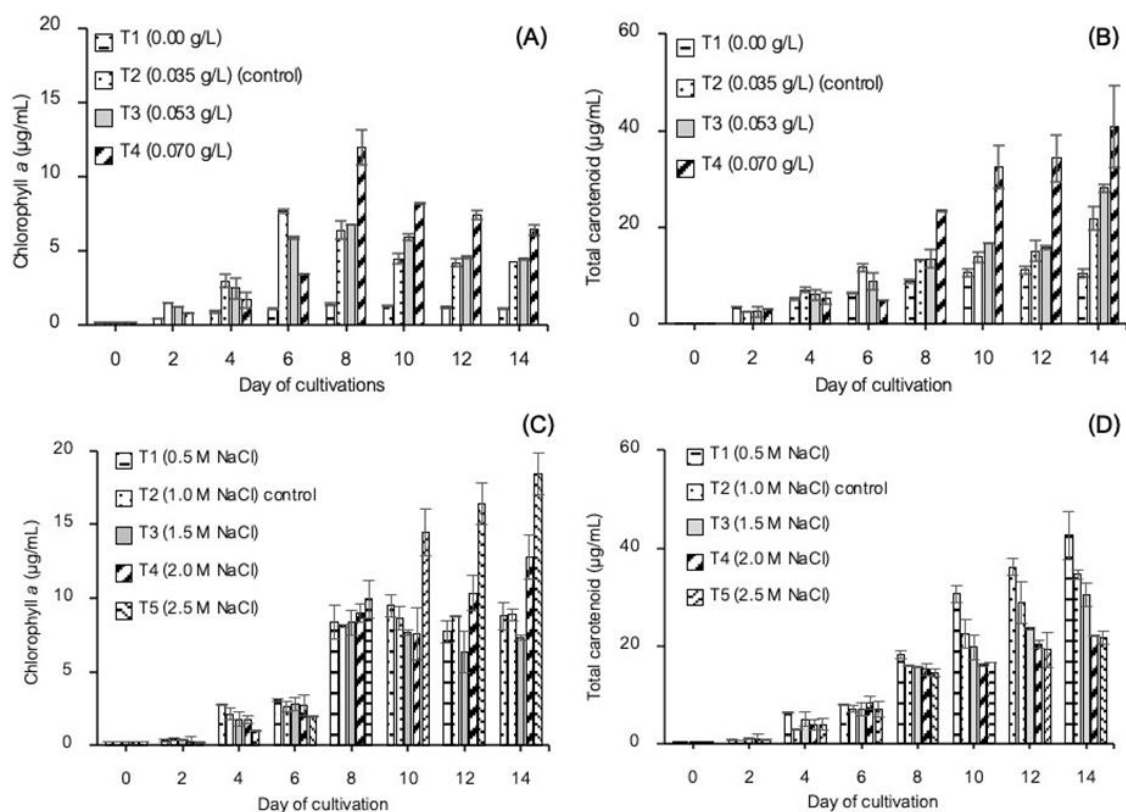 (A)
T1 (0.00 g/L)
T2 (0.035 g/L) (control)
T3 (0.053 g/L)
T4 (0.070 g/L)
Chlorophyll a (µg/mL)
20
15
10
5
0
0 2 4 6 8 10 12 14
Day of cultivations
(B)
T1 (0.00 g/L)
T2 (0.035 g/L) (control)
T3 (0.053 g/L)
T4 (0.070 g/L)
Total carotenoid (µg/mL)
60
40
20
0
0 2 4 6 8 10 12 14
Day of cultivation
(C)
T1 (0.5 M NaCl)
T2 (1.0 M NaCl) control
T3 (1.5 M NaCl)
T4 (2.0 M NaCl)
T5 (2.5 M NaCl)
Chlorophyll a (µg/mL)
20
15
10
5
0
0 2 4 6 8 10 12 14
Day of cultivation
(D)
T1 (0.5 M NaCl)
T2 (1.0 M NaCl) control
T3 (1.5 M NaCl)
T4 (2.0 M NaCl)
T5 (2.5 M NaCl)
Total carotenoid (µg/mL)
60
40
20
0
0 2 4 6 8 10 12 14
Day of cultivation